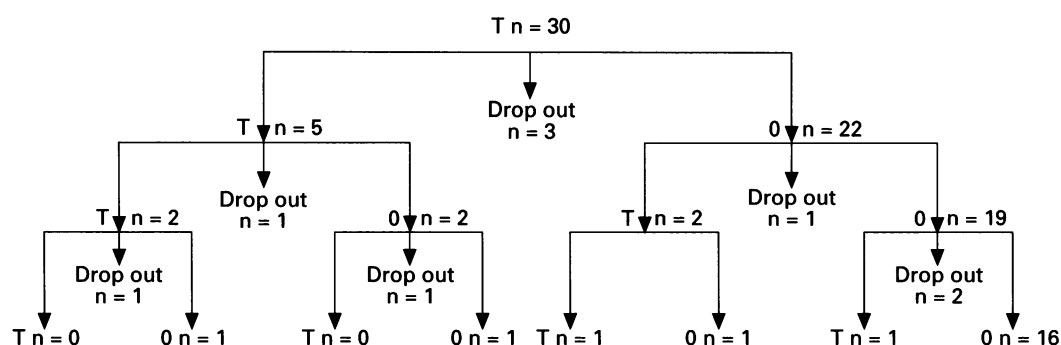 T n = 30
Drop out
n = 3
T n = 5
0 n = 22
Drop out
n = 1
Drop out
n = 1
T n = 2
0 n = 2
T n = 2
0 n = 19
Drop out
n = 1
Drop out
n = 1
Drop out
n = 2
T n = 0
0 n = 1
T n = 0
0 n = 1
T n = 1
0 n = 1
T n = 1
0 n = 16